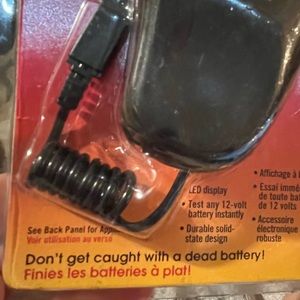 LED display
• Test any 12-volt
battery instantly
• Durable solid-
state design
• Affichage à
• Essai immé
de toute bat
de 12 volts
• Accessoire
électronique
robuste
See Back Panel for
Voir utilisation au verso
Don't get caught with a dead battery!
Finies les batteries à plat!